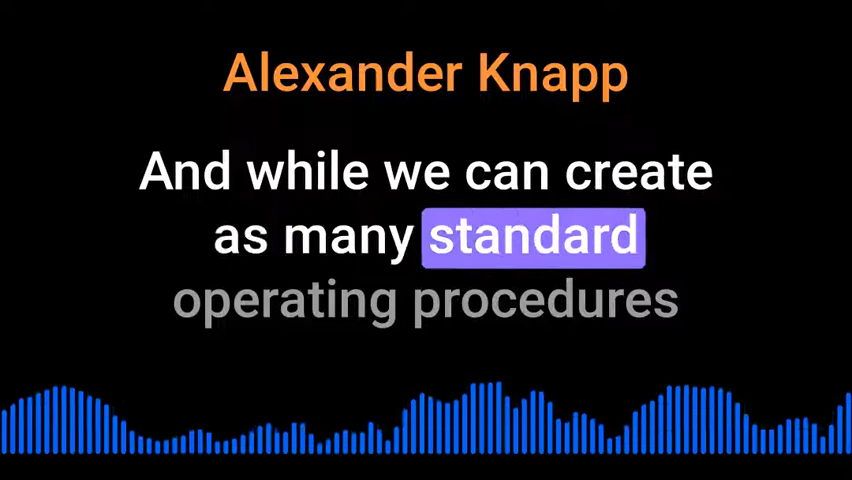 Alexander Knapp
And while we can create
as many standard
operating procedures